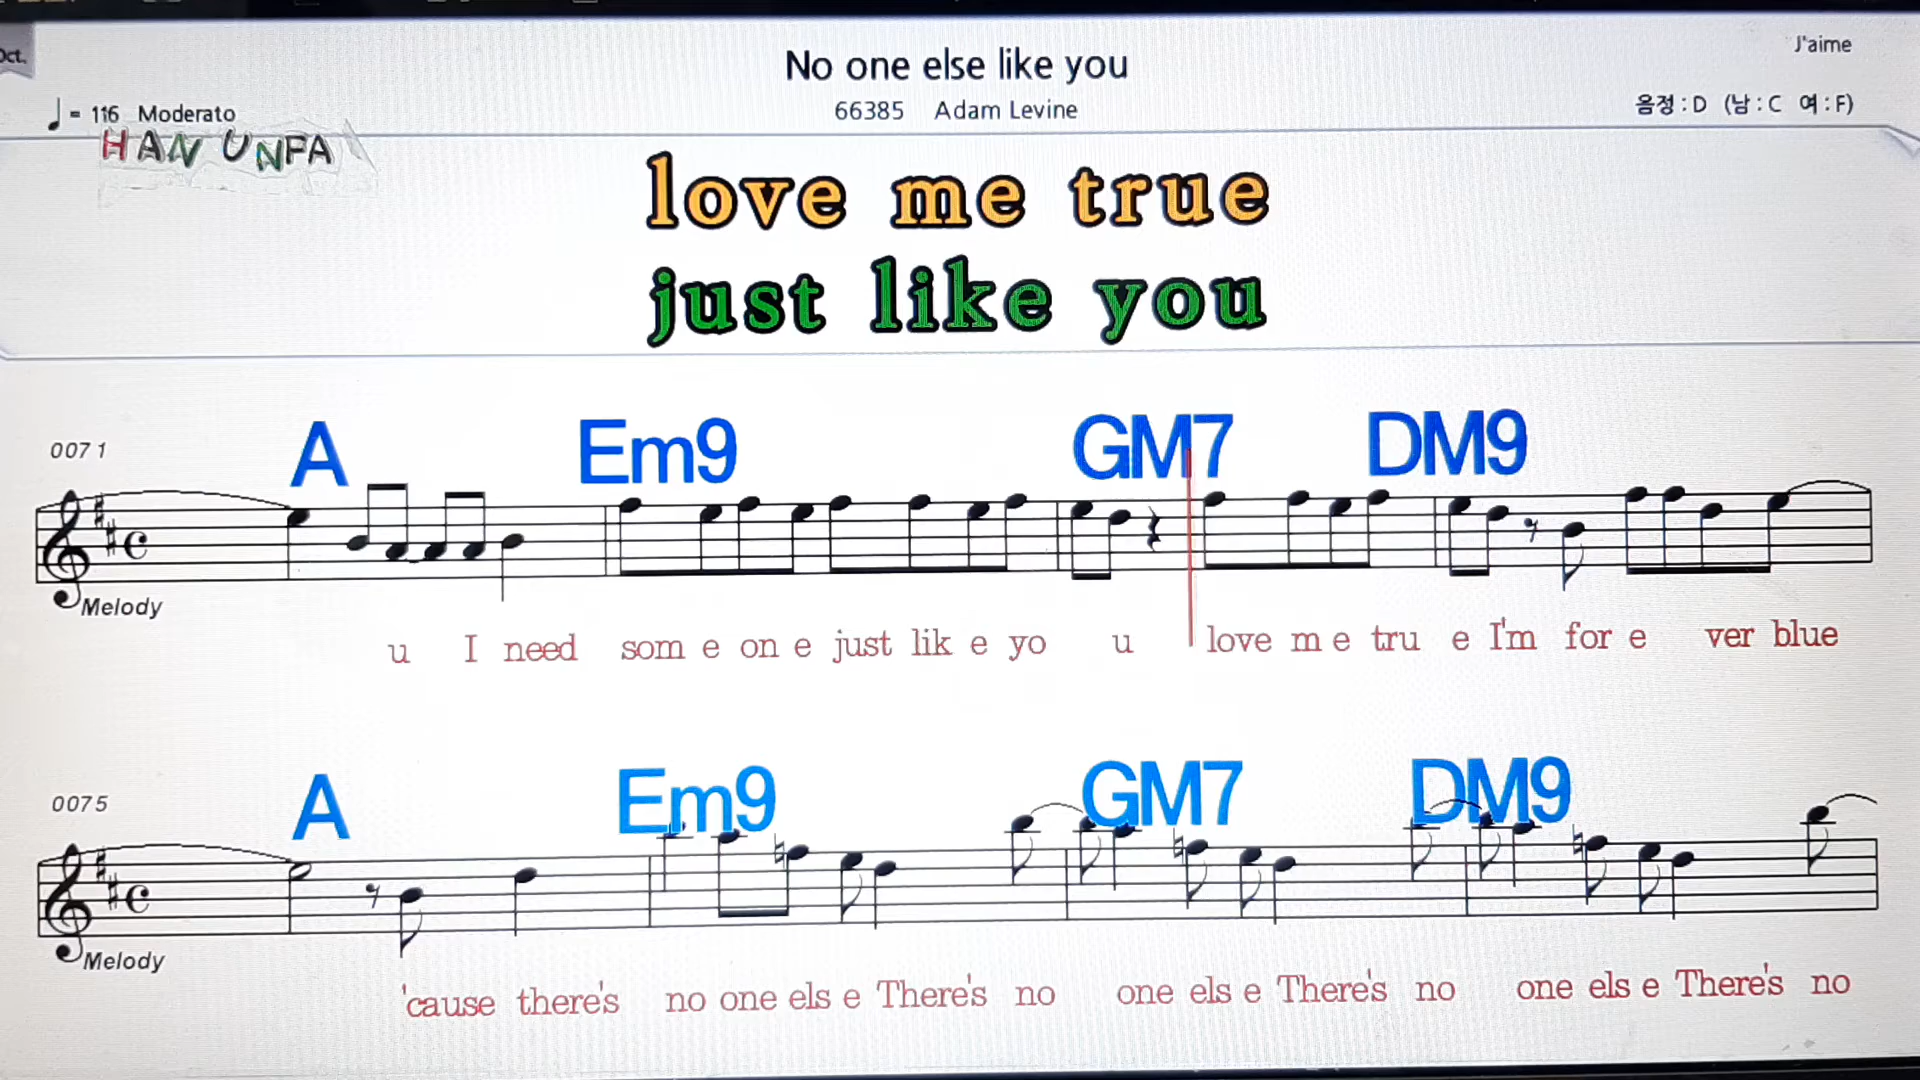 Oct.
No one else like you
J'aime
♩ = 116 Moderato
66385 Adam Levine
음정 : D (남 : C 여 : F)
HAN UNFA
love me true
just like you
0071
A Em9 GM7 DM9
Melody
u I need som e on e just lik e yo u love m e tru e I'm for e ver blue
0075
A Em9 GM7 DM9
Melody
'cause there's no one els e There's no one els e There's no one els e There's no